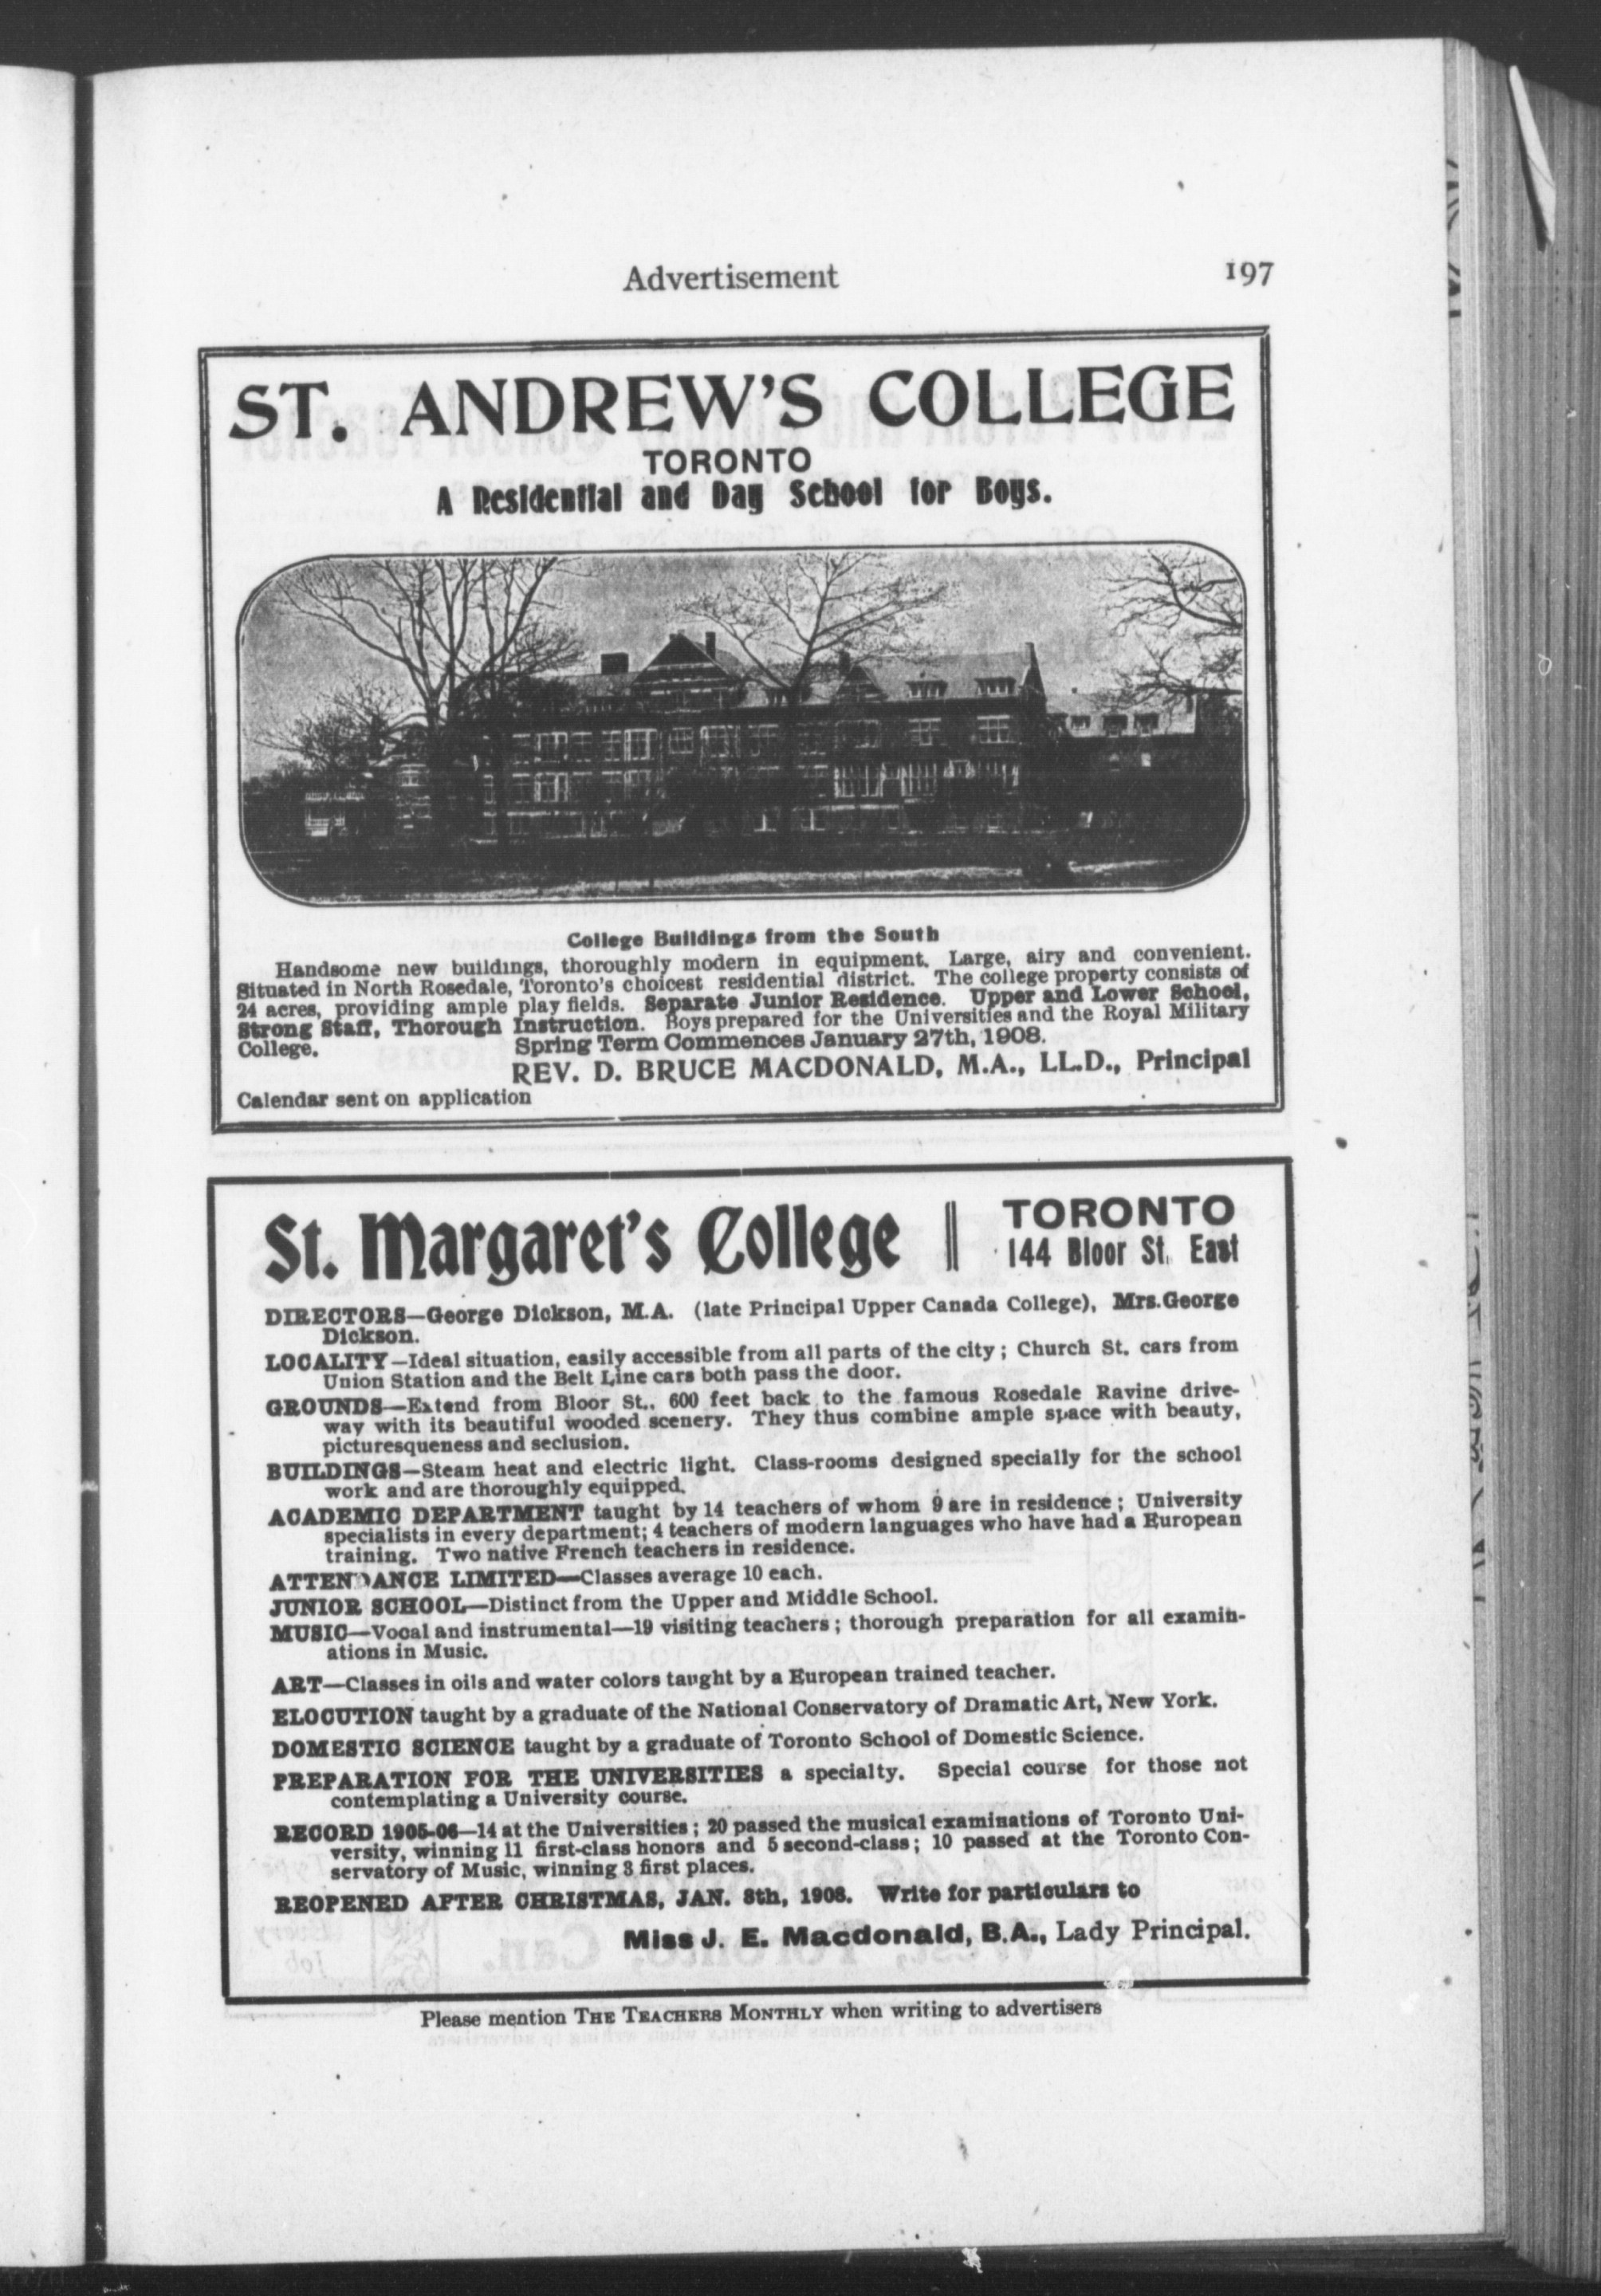 Advertisement 197
ST. ANDREW'S COLLEGE
TORONTO
A Residential and Day School for Boys.
College Buildings from the South
Handsome new buildings, thoroughly modern in equipment. Large, airy and convenient.
Situated in North Rosedale, Toronto's choicest residential district. The college property consists of
24 acres, providing ample play fields. Separate Junior Residence. Upper and Lower School,
Strong Staff, Thorough Instruction. Boys prepared for the Universities and the Royal Military
College. Spring Term Commences January 27th, 1908.
REV. D. BRUCE MACDONALD, M.A., LL.D., Principal
Calendar sent on application
St. Margaret's College
TORONTO
144 Bloor St. East
DIRECTORS—George Dickson, M.A. (late Principal Upper Canada College), Mrs. George
Dickson.
LOCALITY—Ideal situation, easily accessible from all parts of the city; Church St. cars from
Union Station and the Belt Line cars both pass the door.
GROUNDS—Extend from Bloor St., 600 feet back to the famous Rosedale Ravine drive-
way with its beautiful wooded scenery. They thus combine ample space with beauty,
picturesqueness and seclusion.
BUILDINGS—Steam heat and electric light. Class-rooms designed specially for the school
work and are thoroughly equipped.
ACADEMIC DEPARTMENT taught by 14 teachers of whom 9 are in residence; University
specialists in every department; 4 teachers of modern languages who have had a European
training. Two native French teachers in residence.
ATTENDANCE LIMITED—Classes average 10 each.
JUNIOR SCHOOL—Distinct from the Upper and Middle School.
MUSIC—Vocal and instrumental—19 visiting teachers; thorough preparation for all examin-
ations in Music.
ART—Classes in oils and water colors taught by a European trained teacher.
ELOCUTION taught by a graduate of the National Conservatory of Dramatic Art, New York.
DOMESTIC SCIENCE taught by a graduate of Toronto School of Domestic Science.
PREPARATION FOR THE UNIVERSITIES a specialty. Special course for those not
contemplating a University course.
RECORD 1905-06—14 at the Universities; 20 passed the musical examinations of Toronto Uni-
versity, winning 11 first-class honors and 5 second-class; 10 passed at the Toronto Con-
servatory of Music, winning 3 first places.
REOPENED AFTER CHRISTMAS, JAN. 8th, 1908. Write for particulars to
Miss J. E. Macdonald, B.A., Lady Principal.
Please mention THE TEACHERS MONTHLY when writing to advertisers